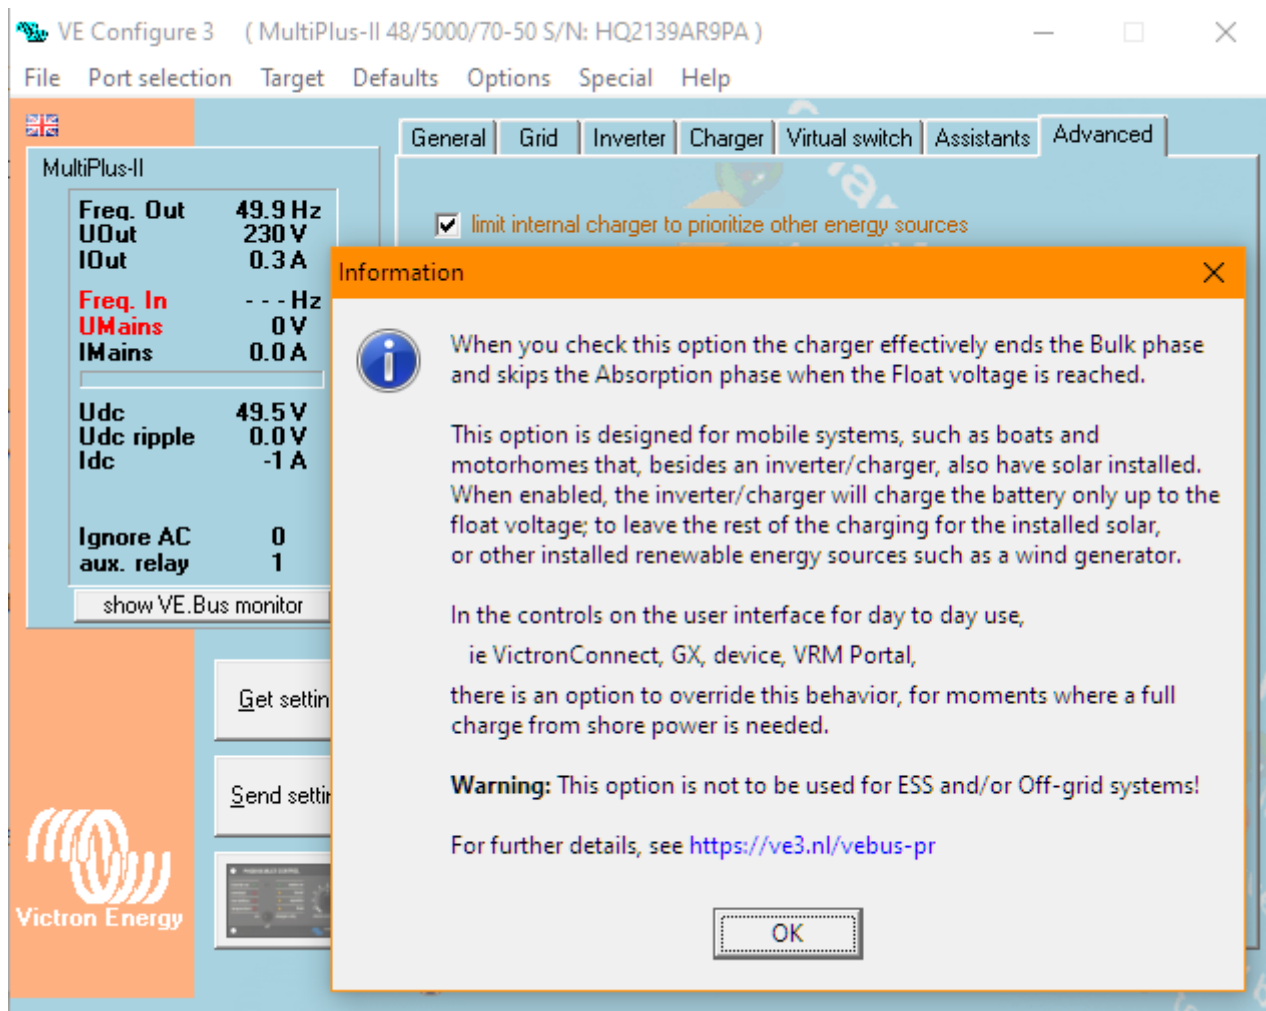 VE Configure 3 ( MultiPlus-II 48/5000/70-50 S/N: HQ2139AR9PA )
File Port selection Target Defaults Options Special Help
General Grid Inverter Charger Virtual switch Assistants Advanced
MultiPlus-II
Freq. Out 49.9 Hz
UOut 230 V
IOut 0.3 A
Freq. In - - - Hz
UMains 0 V
IMains 0.0 A
Udc 49.5 V
Udc ripple 0.0 V
Idc -1 A
Ignore AC 0
aux. relay 1
show VE.Bus monitor
Get settin
Send settin
Victron Energy
limit internal charger to prioritize other energy sources
Information
When you check this option the charger effectively ends the Bulk phase
and skips the Absorption phase when the Float voltage is reached.
This option is designed for mobile systems, such as boats and
motorhomes that, besides an inverter/charger, also have solar installed.
When enabled, the inverter/charger will charge the battery only up to the
float voltage; to leave the rest of the charging for the installed solar,
or other installed renewable energy sources such as a wind generator.
In the controls on the user interface for day to day use,
ie VictronConnect, GX, device, VRM Portal,
there is an option to override this behavior, for moments where a full
charge from shore power is needed.
Warning: This option is not to be used for ESS and/or Off-grid systems!
For further details, see https://ve3.nl/vebus-pr
OK